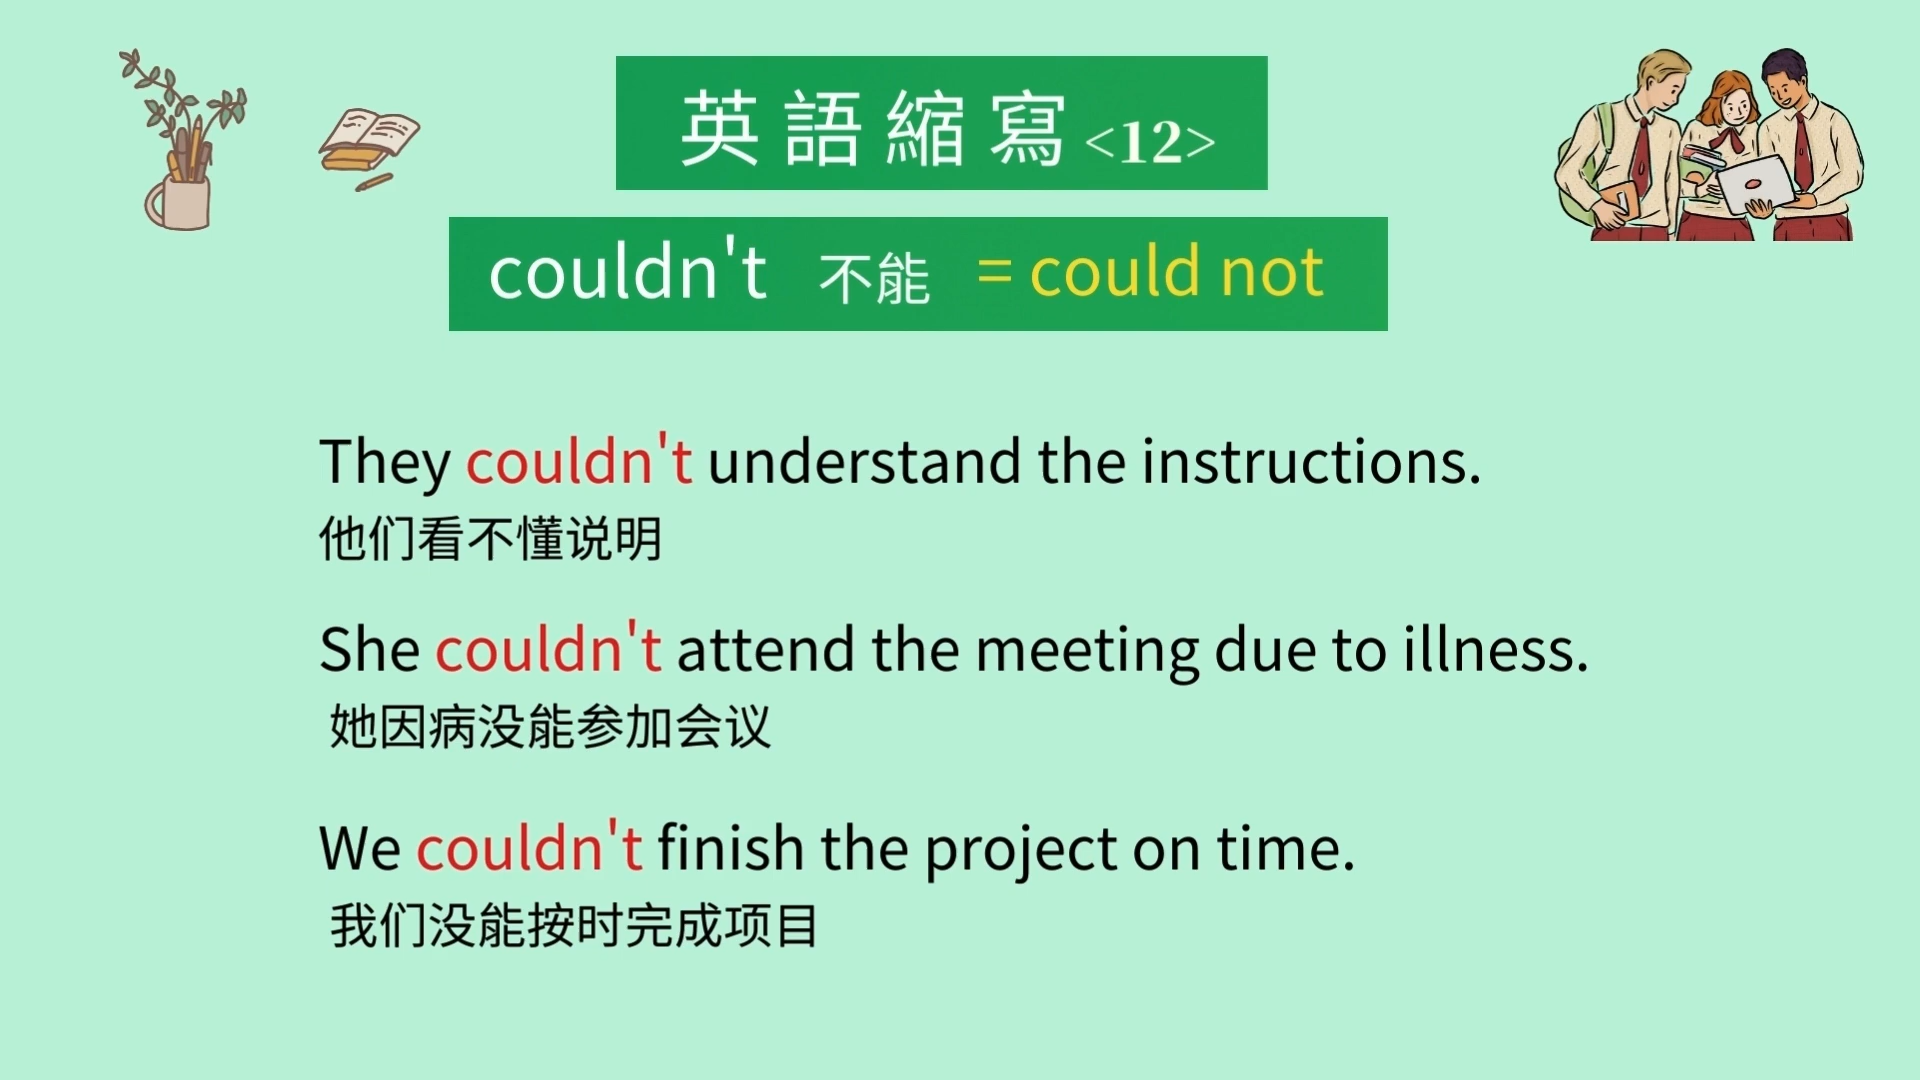 英語縮寫 <12>
couldn't 不能 = could not
They couldn't understand the instructions.
他们看不懂说明
She couldn't attend the meeting due to illness.
她因病没能参加会议
We couldn't finish the project on time.
我们没能按时完成项目